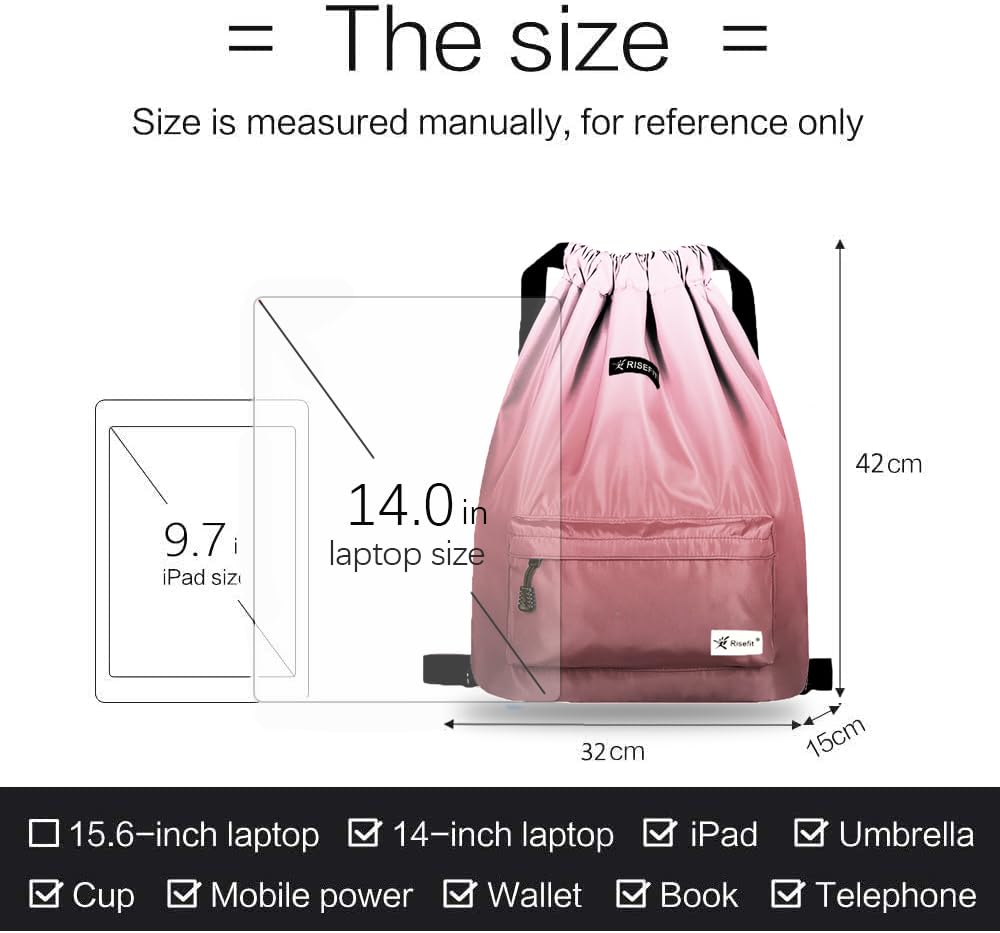 = The size =
Size is measured manually, for reference only
RISEFIT
42cm
14.0 in
laptop size
9.7 i
iPad size
Risefit®
32cm
15cm
15.6-inch laptop 14-inch laptop iPad Umbrella
Cup Mobile power Wallet Book Telephone